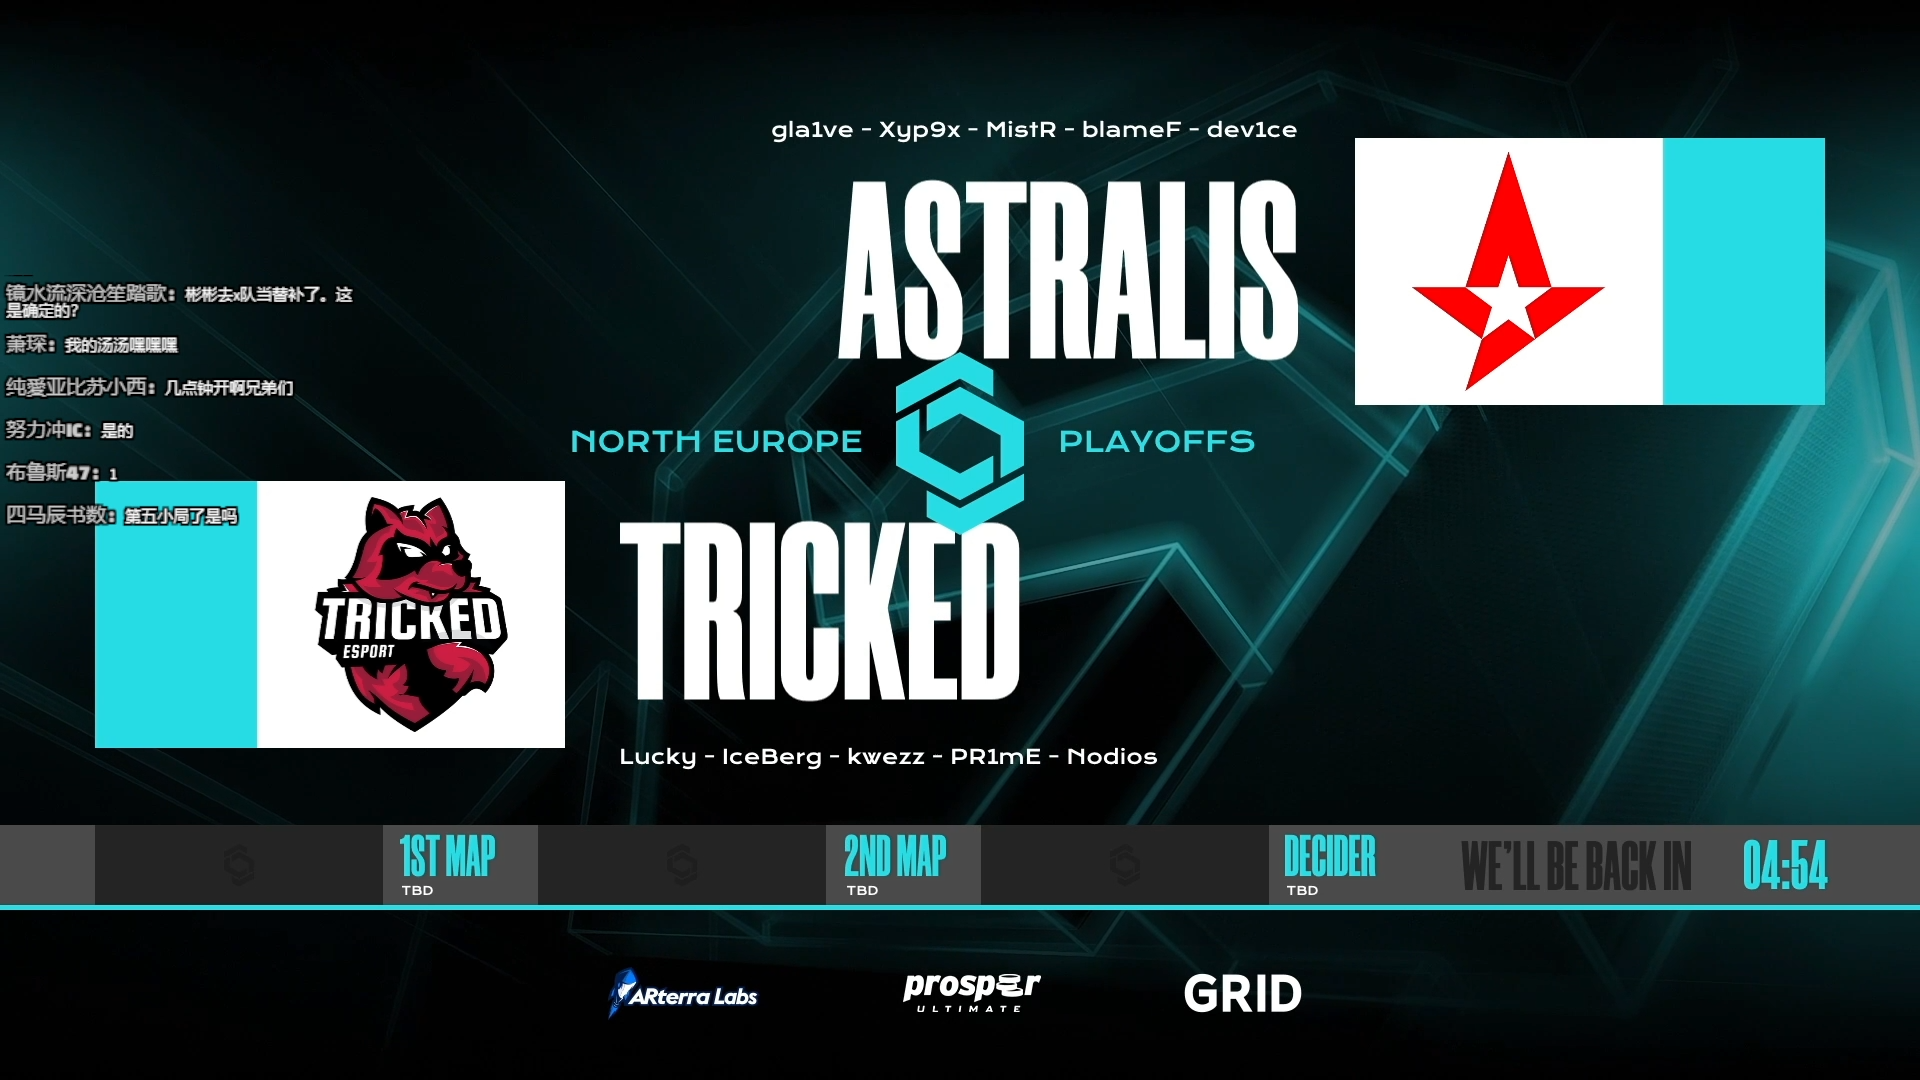 gla1ve - Xyp9x - MistR - blameF - dev1ce
ASTRALIS
镜水流深沧笙踏歌：彬彬去x队当替补了。这
是确定的？
萧琛：我的汤汤嘿嘿嘿
纯愛亚比苏小西：几点钟开啊兄弟们
努力冲IC：是的
布鲁斯47：1
四马辰书数：第五小局了是吗
NORTH EUROPE PLAYOFFS
TRICKED
ESPORT
TRICKED
Lucky - IceBerg - kwezz - PR1mE - Nodios
1ST MAP
TBD
2ND MAP
TBD
DECIDER
TBD
WE'LL BE BACK IN 04:54
ARterra Labs
prosper
ULTIMATE
GRID